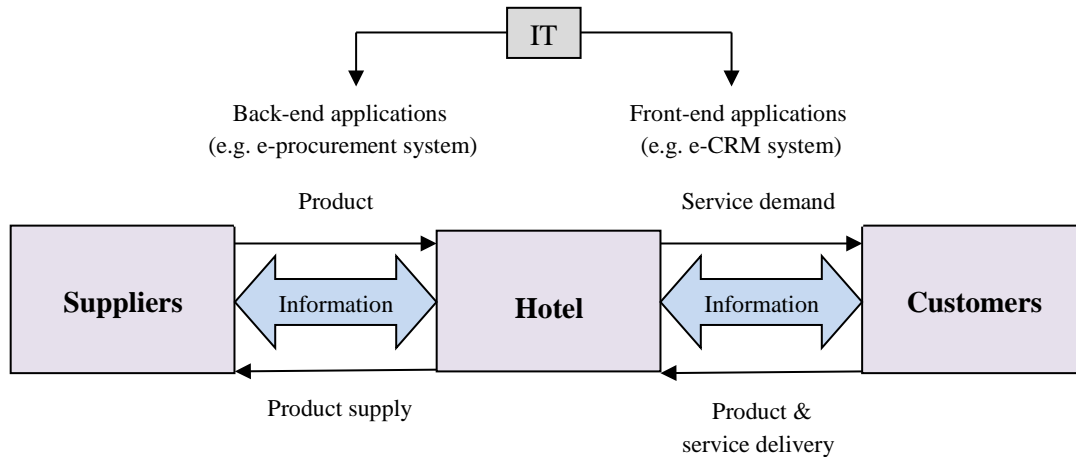 IT
Back-end applications
(e.g. e-procurement system)
Front-end applications
(e.g. e-CRM system)
Product
Service demand
Suppliers
Information
Hotel
Information
Customers
Product supply
Product &
service delivery